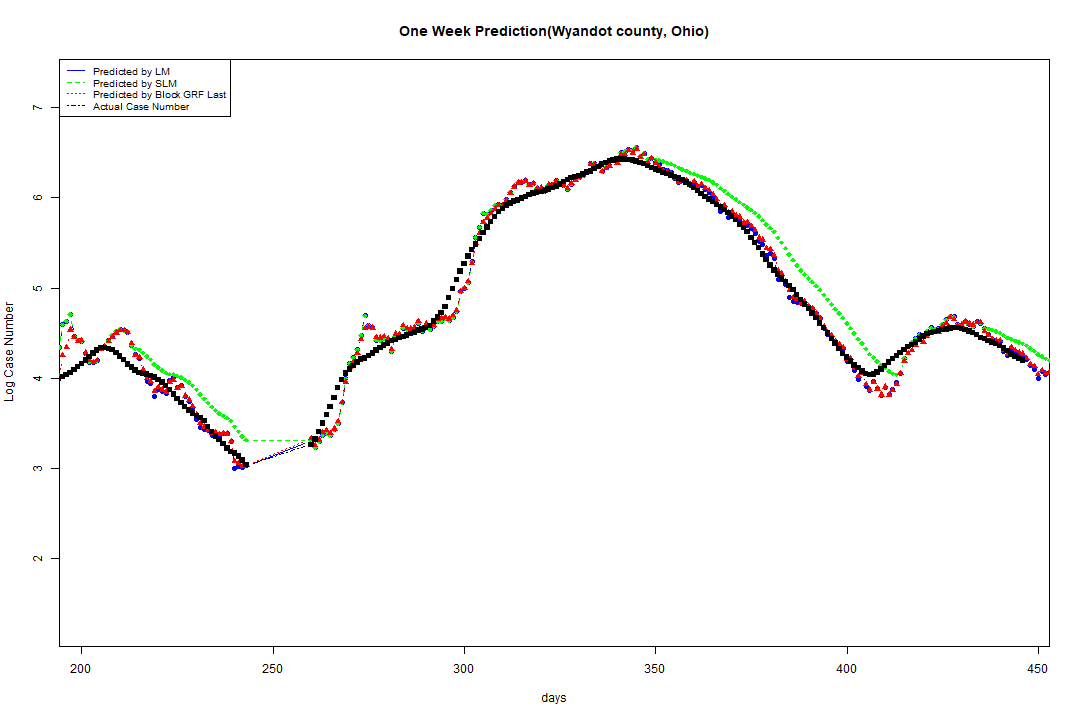 One Week Prediction(Wyandot county, Ohio)
Predicted by LM
Predicted by SLM
Predicted by Block GRF Last
Actual Case Number
7
6
5
4
3
2
Log Case Number
200 250 300 350 400 450
days